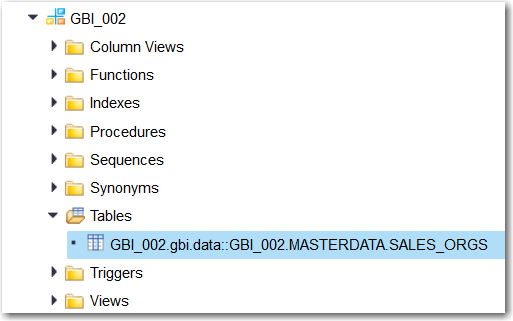 GBI_002
Column Views
Functions
Indexes
Procedures
Sequences
Synonyms
Tables
GBI_002.gbi.data::GBI_002.MASTERDATA.SALES_ORGS
Triggers
Views